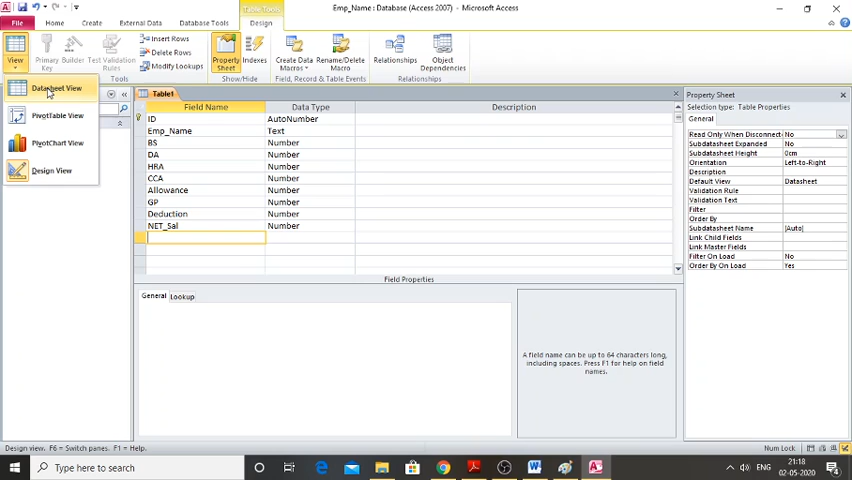 Table Tools
Emp_Name : Database (Access 2007) - Microsoft Access
File Home Create External Data Database Tools Design
View
Primary Key
Builder
Test Validation Rules
Insert Rows
Delete Rows
Modify Lookups
Tools
Property Sheet
Indexes
Show/Hide
Create Data Macros
Rename/Delete Macro
Field, Record & Table Events
Relationships
Object Dependencies
Relationships
Datasheet View
PivotTable View
PivotChart View
Design View
Table1
Field Name Data Type Description
ID AutoNumber
Emp_Name Text
BS Number
DA Number
HRA Number
CCA Number
Allowance Number
GP Number
Deduction Number
NET_Sal Number
Field Properties
General Lookup
A field name can be up to 64 characters long, including spaces. Press F1 for help on field names.
Property Sheet
Selection type: Table Properties
General
Read Only When Disconnect No
Subdatasheet Expanded No
Subdatasheet Height 0cm
Orientation Left-to-Right
Description
Default View Datasheet
Validation Rule
Validation Text
Filter
Order By
Subdatasheet Name [Auto]
Link Child Fields
Link Master Fields
Filter On Load No
Order By On Load Yes
Design view. F6 = Switch panes. F1 = Help.
Num Lock
Type here to search
ENG
21:18
02-05-2020
4